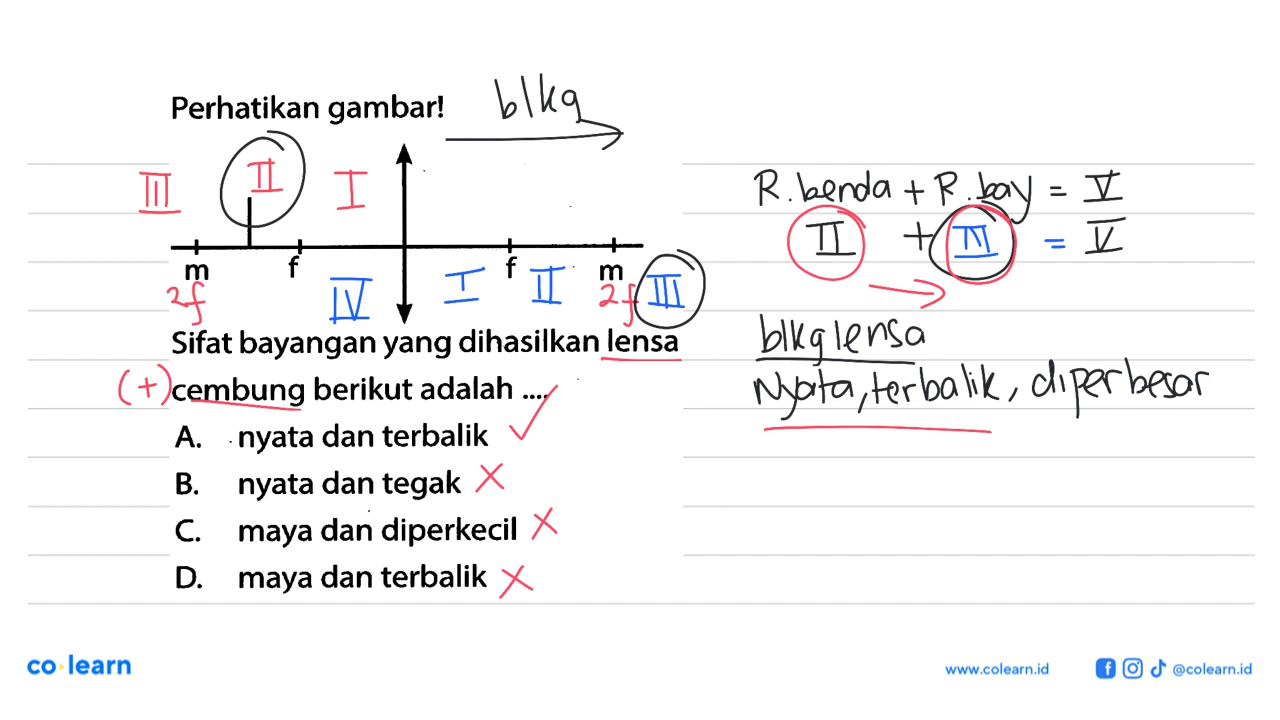 Perhatikan gambar! blkg
III II I
R.benda + R.bay = V
II + III = V
m f f m
2f IV I II 2f III
Sifat bayangan yang dihasilkan lensa
(+) cembung berikut adalah ....
A. nyata dan terbalik
B. nyata dan tegak
C. maya dan diperkecil
D. maya dan terbalik
blkg lensa
Nyata, terbalik, diperbesar
co learn
www.colearn.id
@colearn.id